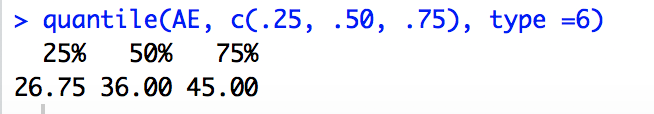 > quantile(AE, c(.25, .50, .75), type =6)
25% 50% 75%
26.75 36.00 45.00